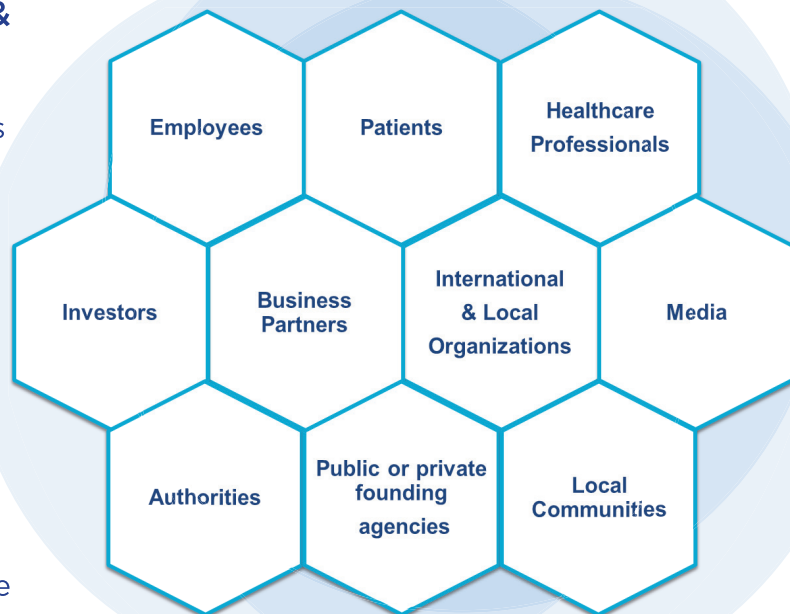 &
s
Employees
Patients
Healthcare
Professionals
Investors
Business
Partners
International
& Local
Organizations
Media
Authorities
Public or private
founding
agencies
Local
Communities
e